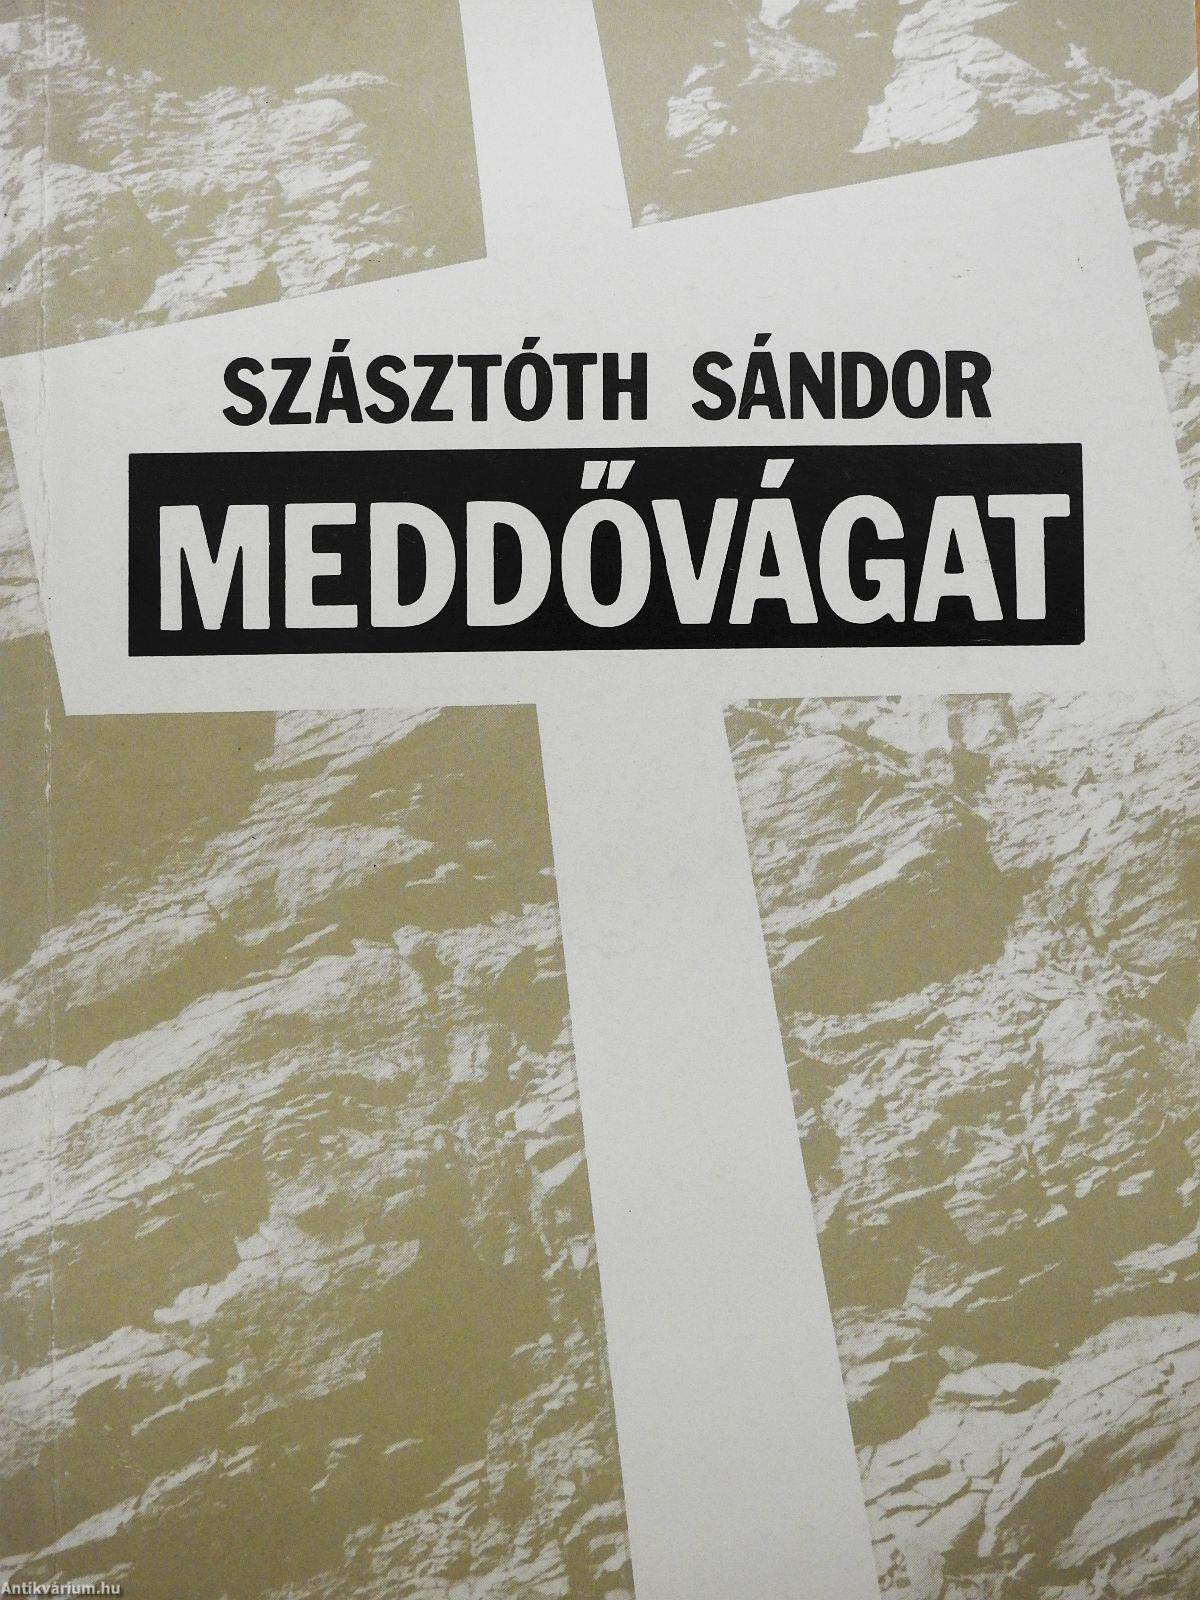 SZÁSZTÓTH SÁNDOR
MEDDŐVÁGAT
Antikvárium.hu